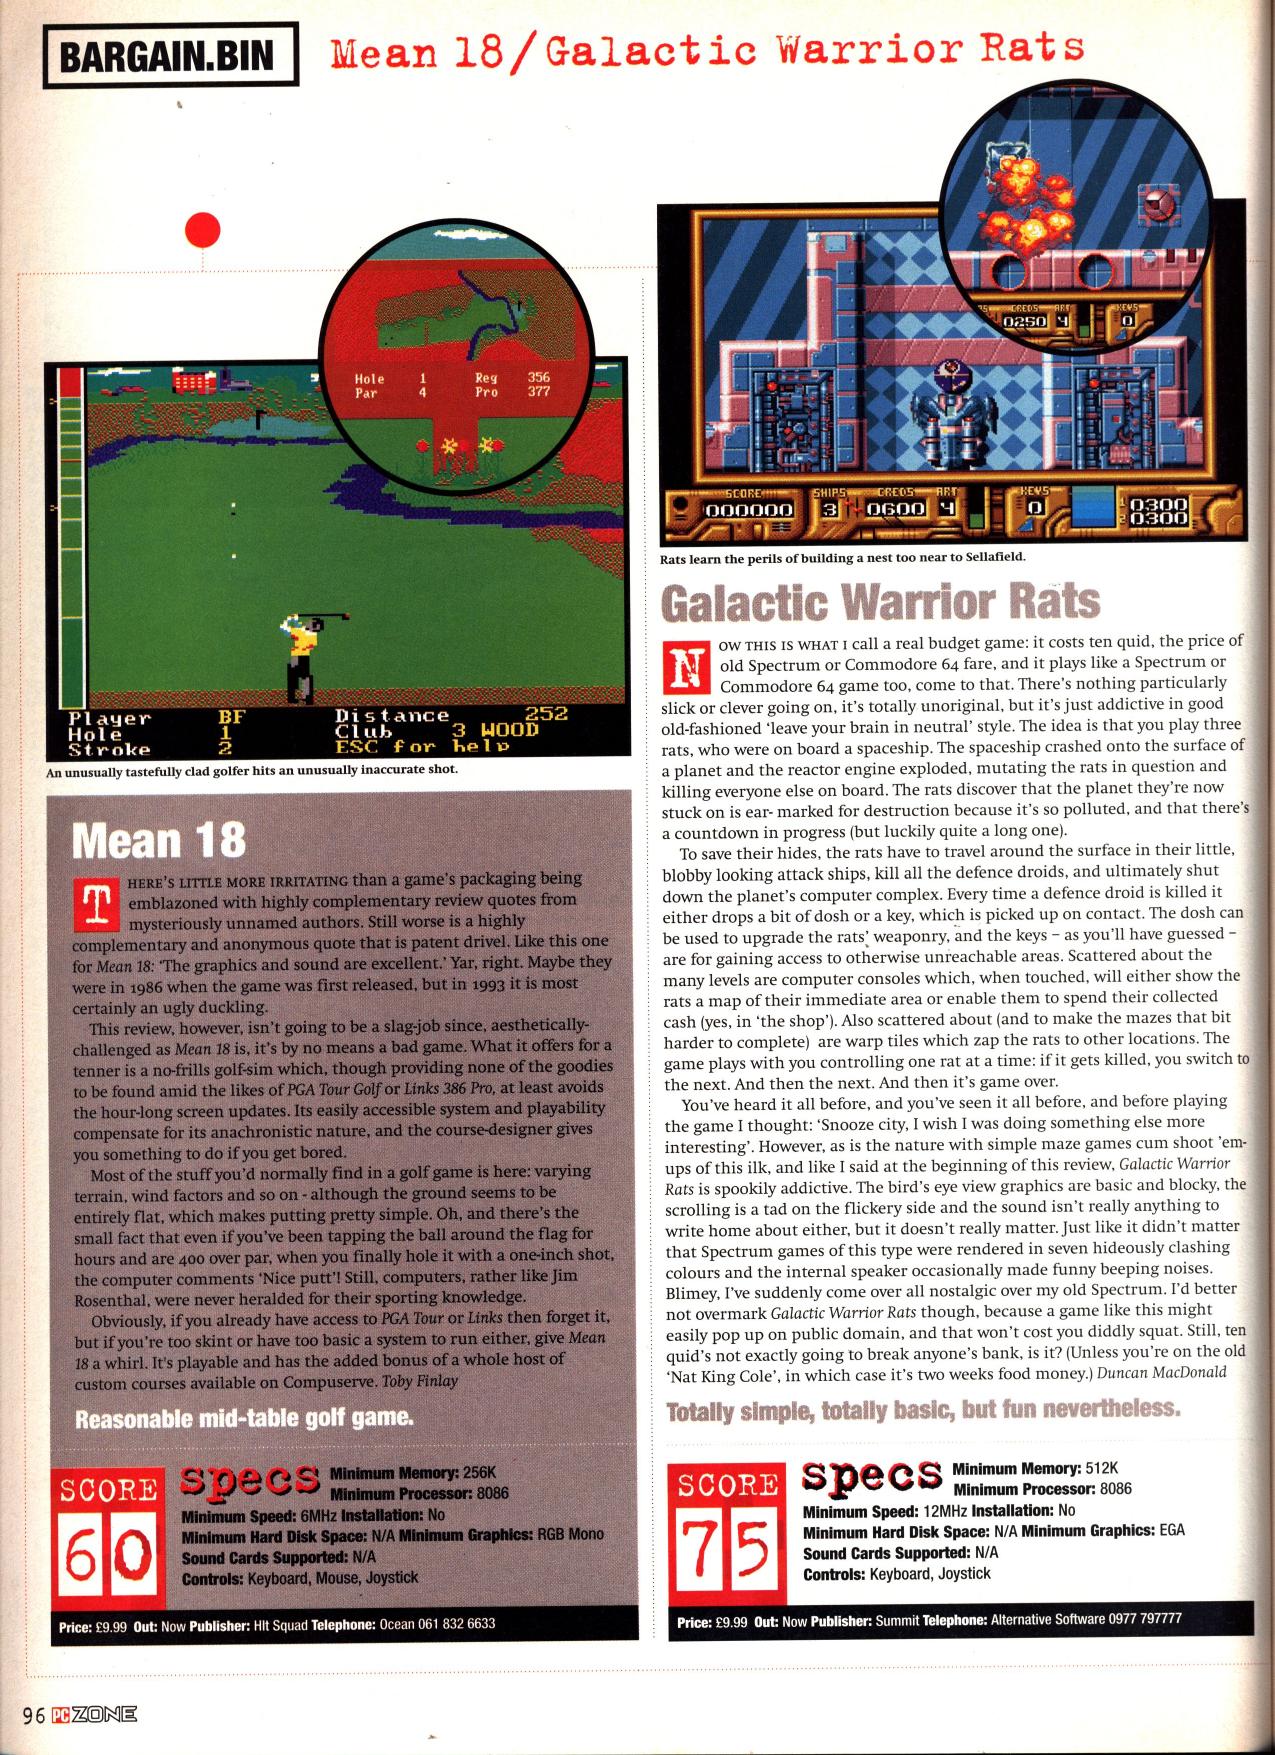 BARGAIN.BIN
Mean 18/Galactic Warrior Rats
Hole 1 Reg 356
Par 4 Pro 377
Player BF Distance 252
Hole 1 Club 3 WOOD
Stroke 2 ESC for help
An unusually tastefully clad golfer hits an unusually inaccurate shot.
Mean 18
THERE'S LITTLE MORE IRRITATING than a game's packaging being
emblazoned with highly complementary review quotes from
mysteriously unnamed authors. Still worse is a highly
complementary and anonymous quote that is patent drivel. Like this one
for Mean 18: 'The graphics and sound are excellent.' Yar, right. Maybe they
were in 1986 when the game was first released, but in 1993 it is most
certainly an ugly duckling.
This review, however, isn't going to be a slag-job since, aesthetically-
challenged as Mean 18 is, it's by no means a bad game. What it offers for a
tenner is a no-frills golf-sim which, though providing none of the goodies
to be found amid the likes of PGA Tour Golf or Links 386 Pro, at least avoids
the hour-long screen updates. Its easily accessible system and playability
compensate for its anachronistic nature, and the course-designer gives
you something to do if you get bored.
Most of the stuff you'd normally find in a golf game is here: varying
terrain, wind factors and so on - although the ground seems to be
entirely flat, which makes putting pretty simple. Oh, and there's the
small fact that even if you've been tapping the ball around the flag for
hours and are 400 over par, when you finally hole it with a one-inch shot,
the computer comments 'Nice putt'! Still, computers, rather like Jim
Rosenthal, were never heralded for their sporting knowledge.
Obviously, if you already have access to PGA Tour or Links then forget it,
but if you're too skint or have too basic a system to run either, give Mean
18 a whirl. It's playable and has the added bonus of a whole host of
custom courses available on Compuserve. Toby Finlay
Reasonable mid-table golf game.
SCORE
60
specs
Minimum Memory: 256K
Minimum Processor: 8086
Minimum Speed: 6MHz Installation: No
Minimum Hard Disk Space: N/A Minimum Graphics: RGB Mono
Sound Cards Supported: N/A
Controls: Keyboard, Mouse, Joystick
Price: £9.99 Out: Now Publisher: Hit Squad Telephone: Ocean 061 832 6633
CREDS ART KEYS
0250 4 0
SCORE SHIPS CREDS ART KEYS
000000 3 0600 4 0 1 0300
2 0300
Rats learn the perils of building a nest too near to Sellafield.
Galactic Warrior Rats
NOW THIS IS WHAT I call a real budget game: it costs ten quid, the price of
old Spectrum or Commodore 64 fare, and it plays like a Spectrum or
Commodore 64 game too, come to that. There's nothing particularly
slick or clever going on, it's totally unoriginal, but it's just addictive in good
old-fashioned 'leave your brain in neutral' style. The idea is that you play three
rats, who were on board a spaceship. The spaceship crashed onto the surface of
a planet and the reactor engine exploded, mutating the rats in question and
killing everyone else on board. The rats discover that the planet they're now
stuck on is ear- marked for destruction because it's so polluted, and that there's
a countdown in progress (but luckily quite a long one).
To save their hides, the rats have to travel around the surface in their little,
blobby looking attack ships, kill all the defence droids, and ultimately shut
down the planet's computer complex. Every time a defence droid is killed it
either drops a bit of dosh or a key, which is picked up on contact. The dosh can
be used to upgrade the rats' weaponry, and the keys – as you'll have guessed –
are for gaining access to otherwise unreachable areas. Scattered about the
many levels are computer consoles which, when touched, will either show the
rats a map of their immediate area or enable them to spend their collected
cash (yes, in 'the shop'). Also scattered about (and to make the mazes that bit
harder to complete) are warp tiles which zap the rats to other locations. The
game plays with you controlling one rat at a time: if it gets killed, you switch to
the next. And then the next. And then it's game over.
You've heard it all before, and you've seen it all before, and before playing
the game I thought: 'Snooze city, I wish I was doing something else more
interesting'. However, as is the nature with simple maze games cum shoot 'em-
ups of this ilk, and like I said at the beginning of this review, Galactic Warrior
Rats is spookily addictive. The bird's eye view graphics are basic and blocky, the
scrolling is a tad on the flickery side and the sound isn't really anything to
write home about either, but it doesn't really matter. Just like it didn't matter
that Spectrum games of this type were rendered in seven hideously clashing
colours and the internal speaker occasionally made funny beeping noises.
Blimey, I've suddenly come over all nostalgic over my old Spectrum. I'd better
not overmark Galactic Warrior Rats though, because a game like this might
easily pop up on public domain, and that won't cost you diddly squat. Still, ten
quid's not exactly going to break anyone's bank, is it? (Unless you're on the old
'Nat King Cole', in which case it's two weeks food money.) Duncan MacDonald
Totally simple, totally basic, but fun nevertheless.
SCORE
75
specs
Minimum Memory: 512K
Minimum Processor: 8086
Minimum Speed: 12MHz Installation: No
Minimum Hard Disk Space: N/A Minimum Graphics: EGA
Sound Cards Supported: N/A
Controls: Keyboard, Joystick
Price: £9.99 Out: Now Publisher: Summit Telephone: Alternative Software 0977 797777
96 PC ZONE